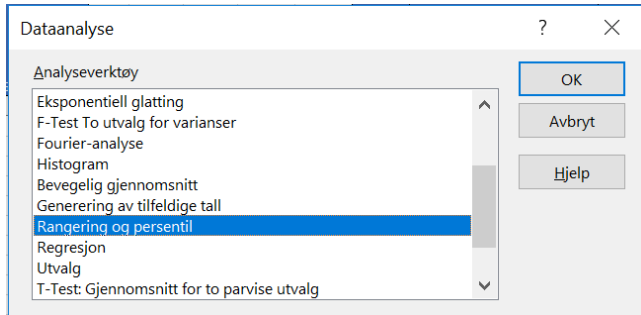 Dataanalyse
?
Analyseverktøy
OK
Eksponentiell glatting
F-Test To utvalg for varianser
Avbryt
Fourier-analyse
Histogram
Hjelp
Bevegelig gjennomsnitt
Generering av tilfeldige tall
Rangering og persentil
Regresjon
Utvalg
T-Test: Gjennomsnitt for to parvise utvalg